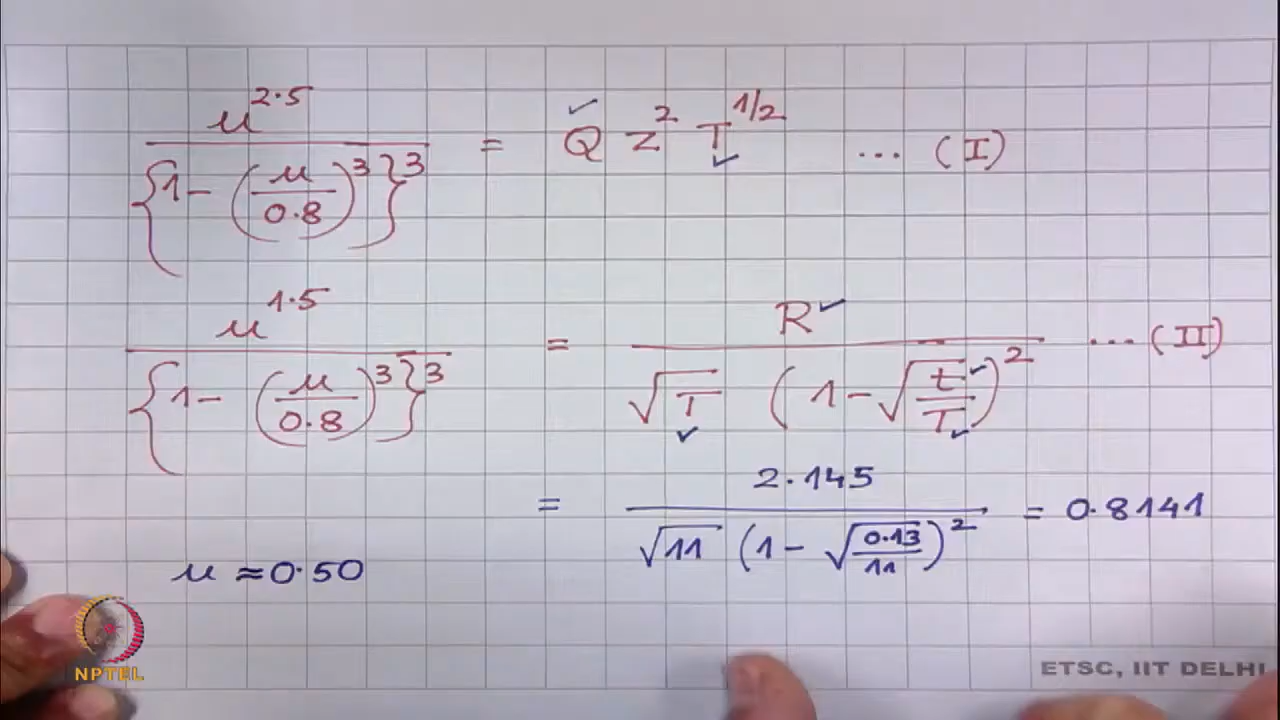 u^2.5 / {1 - (u/0.8)^3}^3 = Q z^2 T^1/2 ... (I)
u^1.5 / {1 - (u/0.8)^3}^3 = R / √T (1 - √(t/T))^2 ... (II)
= 2.145 / √11 (1 - √(0.13/11))^2 = 0.8141
u ≈ 0.50
NPTEL
ETSC, IIT DELHI